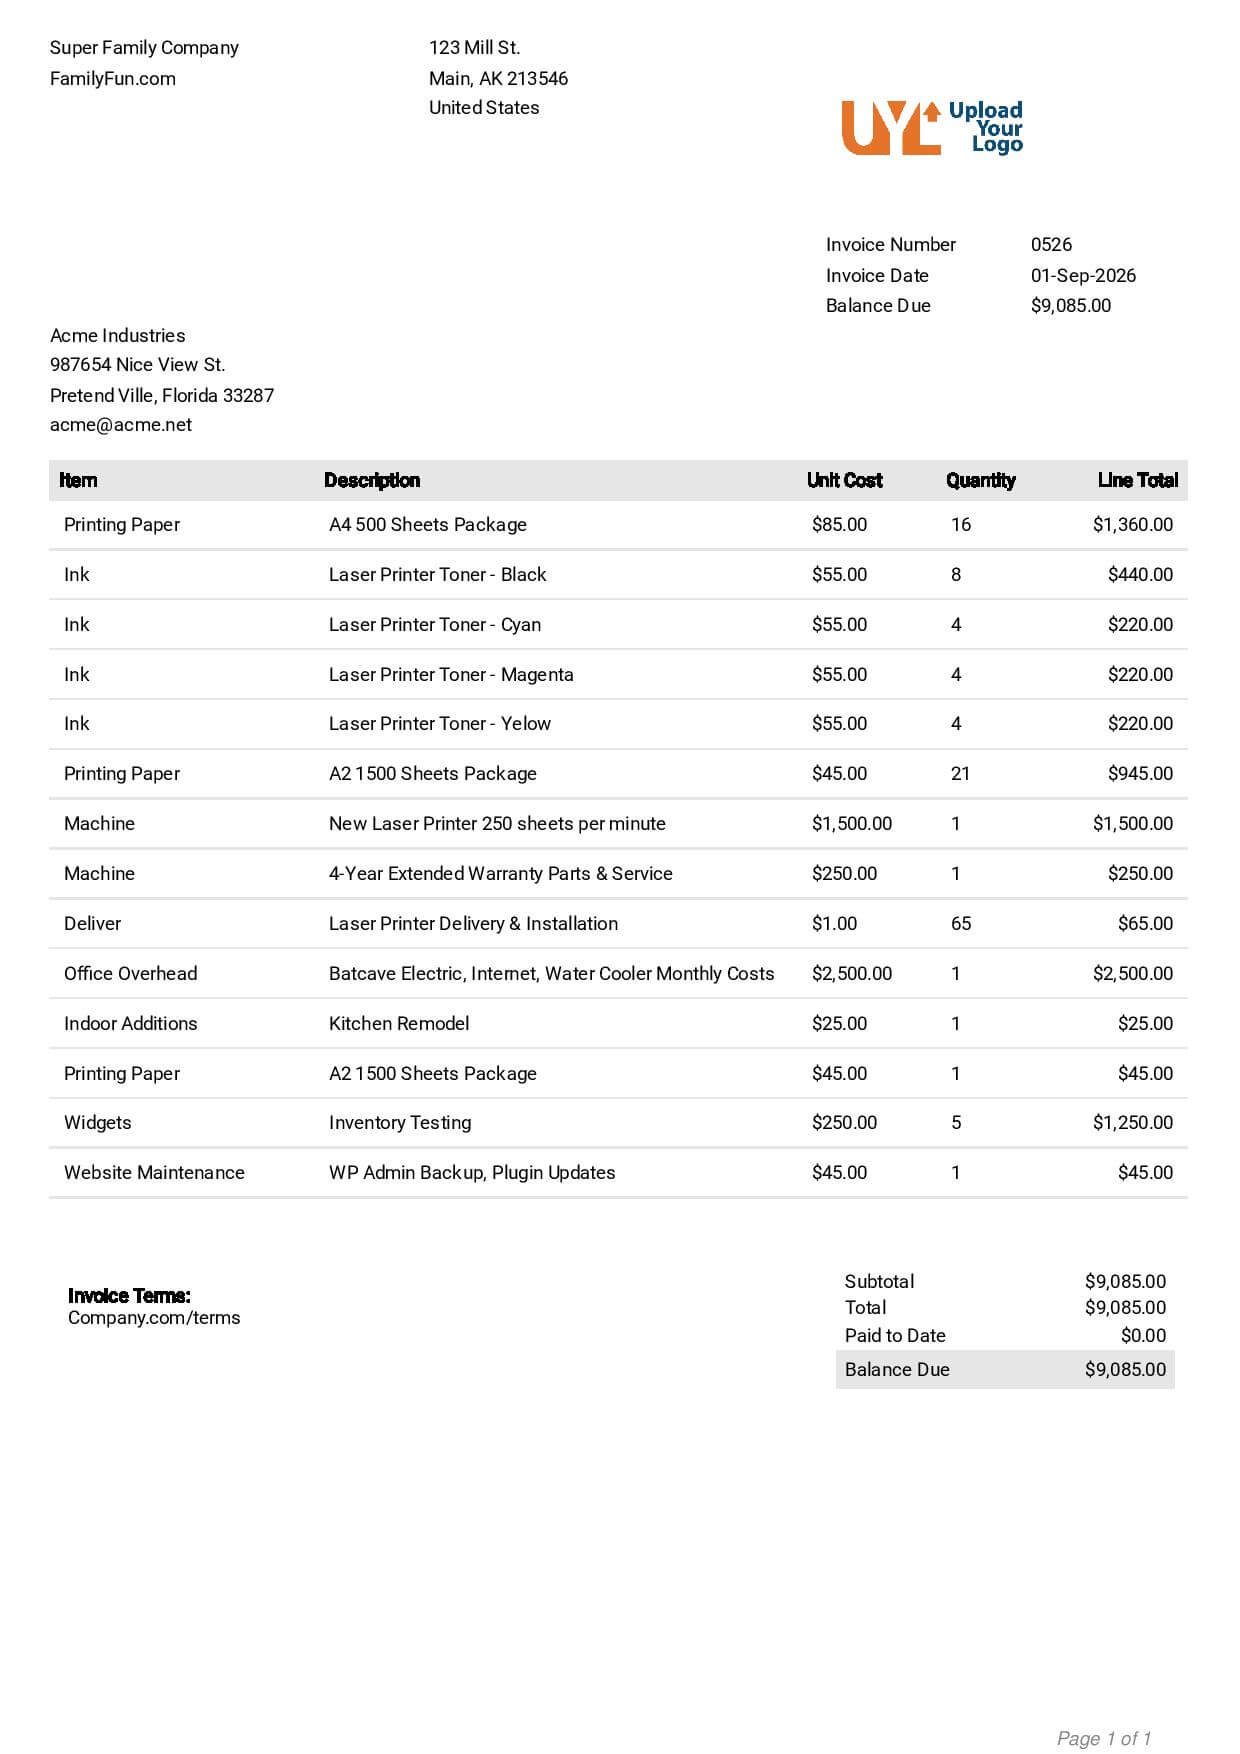 Super Family Company
FamilyFun.com
123 Mill St.
Main, AK 213546
United States
UYL Upload
Your
Logo
Invoice Number 0526
Invoice Date 01-Sep-2026
Balance Due $9,085.00
Acme Industries
987654 Nice View St.
Pretend Ville, Florida 33287
acme@acme.net
Item Description Unit Cost Quantity Line Total
Printing Paper A4 500 Sheets Package $85.00 16 $1,360.00
Ink Laser Printer Toner - Black $55.00 8 $440.00
Ink Laser Printer Toner - Cyan $55.00 4 $220.00
Ink Laser Printer Toner - Magenta $55.00 4 $220.00
Ink Laser Printer Toner - Yelow $55.00 4 $220.00
Printing Paper A2 1500 Sheets Package $45.00 21 $945.00
Machine New Laser Printer 250 sheets per minute $1,500.00 1 $1,500.00
Machine 4-Year Extended Warranty Parts & Service $250.00 1 $250.00
Deliver Laser Printer Delivery & Installation $1.00 65 $65.00
Office Overhead Batcave Electric, Internet, Water Cooler Monthly Costs $2,500.00 1 $2,500.00
Indoor Additions Kitchen Remodel $25.00 1 $25.00
Printing Paper A2 1500 Sheets Package $45.00 1 $45.00
Widgets Inventory Testing $250.00 5 $1,250.00
Website Maintenance WP Admin Backup, Plugin Updates $45.00 1 $45.00
Invoice Terms:
Company.com/terms
Subtotal $9,085.00
Total $9,085.00
Paid to Date $0.00
Balance Due $9,085.00
Page 1 of 1